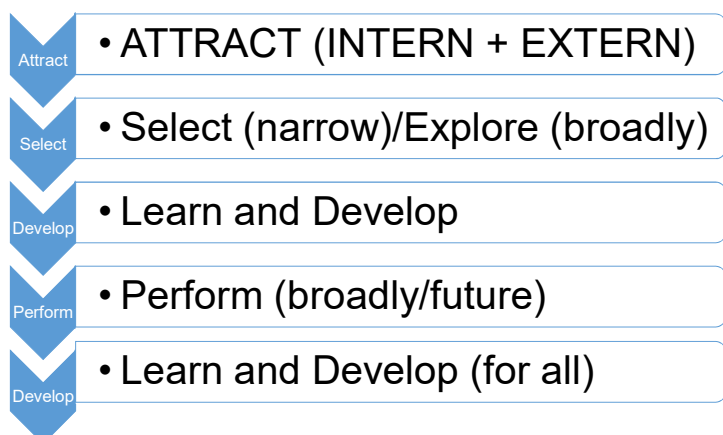 Attract
• ATTRACT (INTERN + EXTERN)
Select
• Select (narrow)/Explore (broadly)
Develop
• Learn and Develop
Perform
• Perform (broadly/future)
Develop
• Learn and Develop (for all)